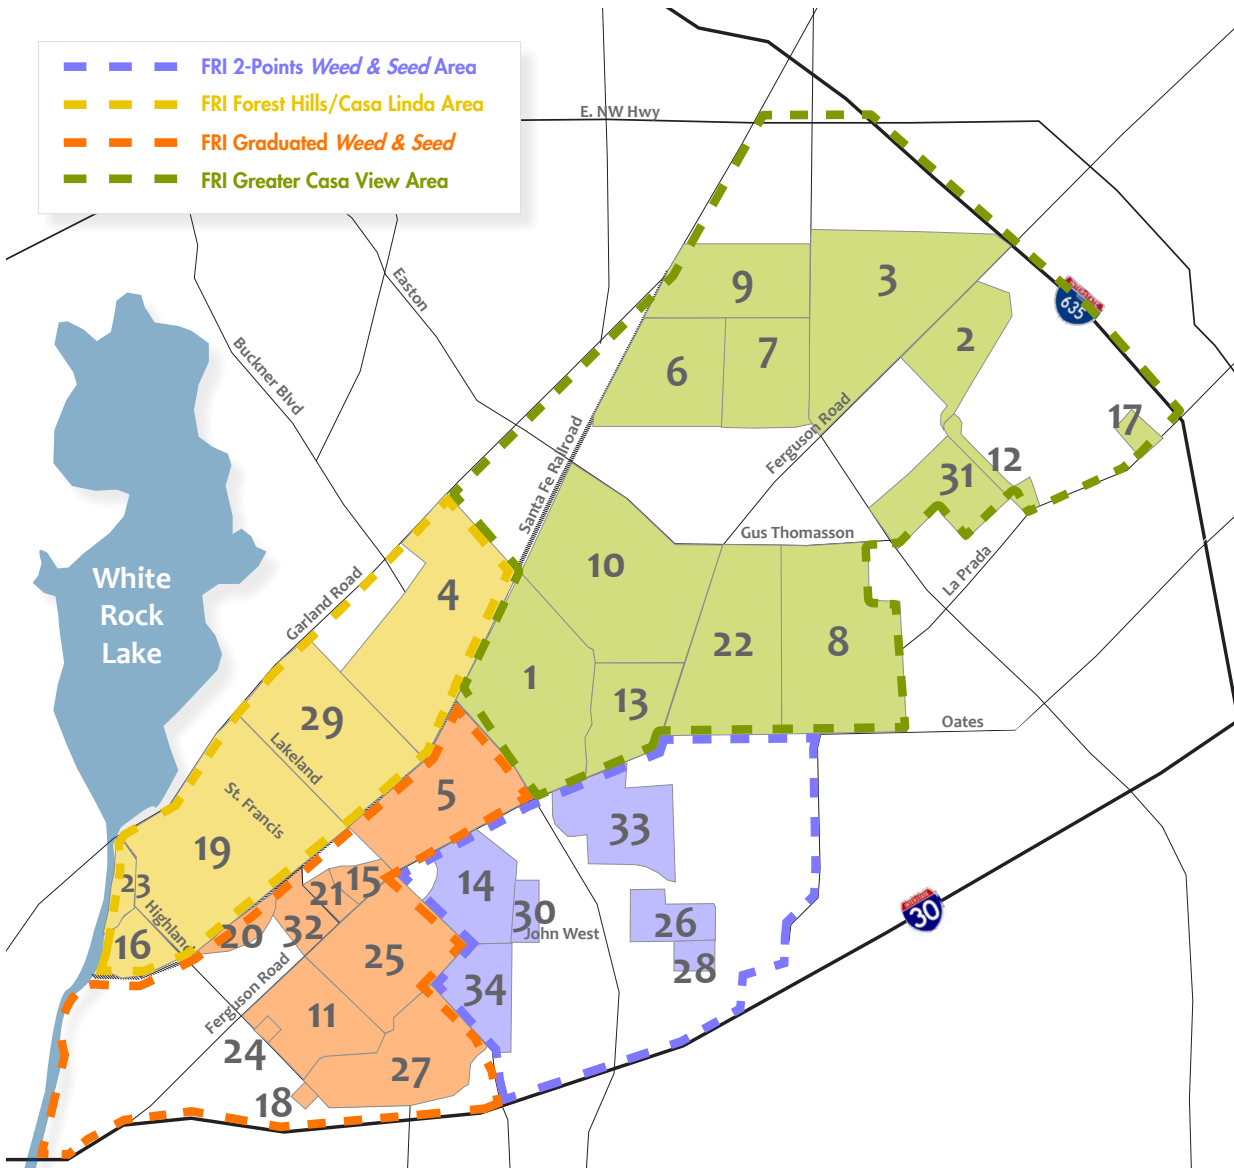 FRI 2-Points Weed & Seed Area
FRI Forest Hills/Casa Linda Area
FRI Graduated Weed & Seed
FRI Greater Casa View Area
E. NW Hwy
Easton
Buckner Blvd
Santa Fe Railroad
Ferguson Road
INTERSTATE
635
9
3
2
6
7
17
12
31
Gus Thomasson
La Prada
10
White
Rock
Lake
Garland Road
4
22
8
1
13
29
Oates
Lakeland
St. Francis
5
33
19
23
Highland
16
20
21
15
32
14
30
John West
26
28
INTERSTATE
30
25
34
Ferguson Road
11
24
27
18